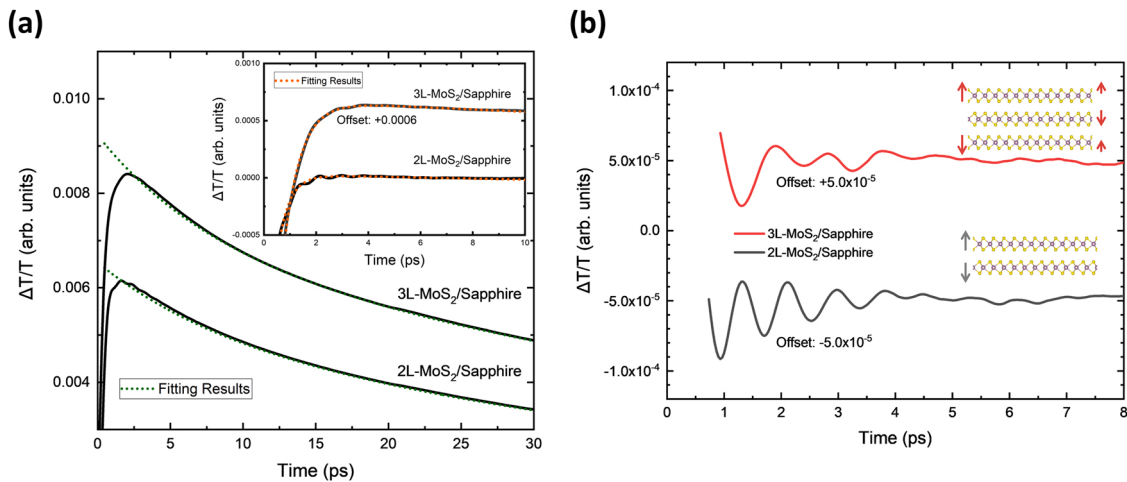 (a)
ΔT/T (arb. units)
0.010
0.008
0.006
0.004
0
5
10
15
20
25
30
Time (ps)
3L-MoS₂/Sapphire
2L-MoS₂/Sapphire
Fitting Results
ΔT/T (arb. units)
0.0010
0.0005
0.0000
-0.0005
0
2
4
6
8
10
Time (ps)
Fitting Results
3L-MoS₂/Sapphire
Offset: +0.0006
2L-MoS₂/Sapphire
(b)
ΔT/T (arb. units)
1.0x10⁻⁴
5.0x10⁻⁵
0.0
-5.0x10⁻⁵
-1.0x10⁻⁴
0
1
2
3
4
5
6
7
8
Time (ps)
Offset: +5.0x10⁻⁵
3L-MoS₂/Sapphire
2L-MoS₂/Sapphire
Offset: -5.0x10⁻⁵